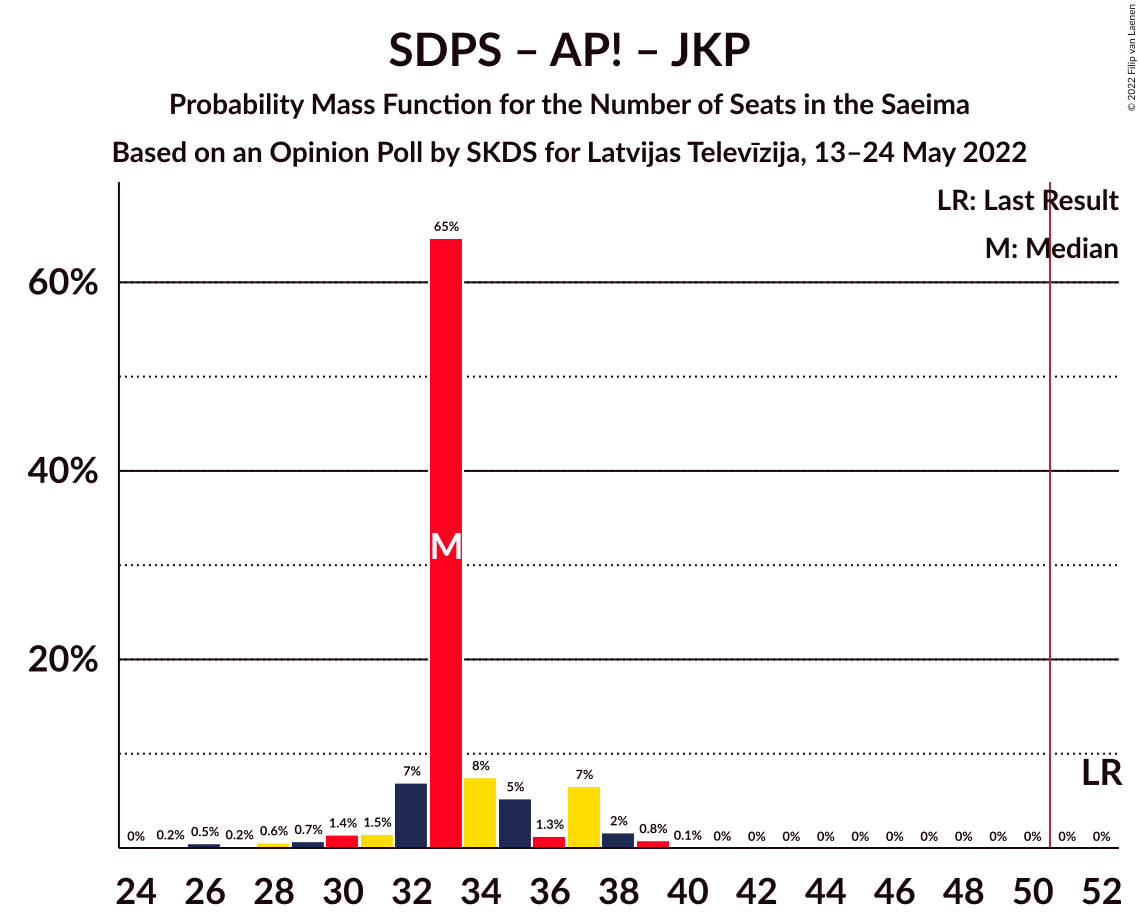 SDPS – AP! – JKP
Probability Mass Function for the Number of Seats in the Saeima
Based on an Opinion Poll by SKDS for Latvijas Televīzija, 13–24 May 2022
© 2022 Filip van Laenen
LR: Last Result
M: Median
60%
40%
20%
65%
M
7%
8%
5%
7%
2%
0% 0.2% 0.5% 0.2% 0.6% 0.7% 1.4% 1.5% 1.3% 0.8% 0.1% 0% 0% 0% 0% 0% 0% 0% 0% 0% 0% 0% 0%
LR
24 26 28 30 32 34 36 38 40 42 44 46 48 50 52